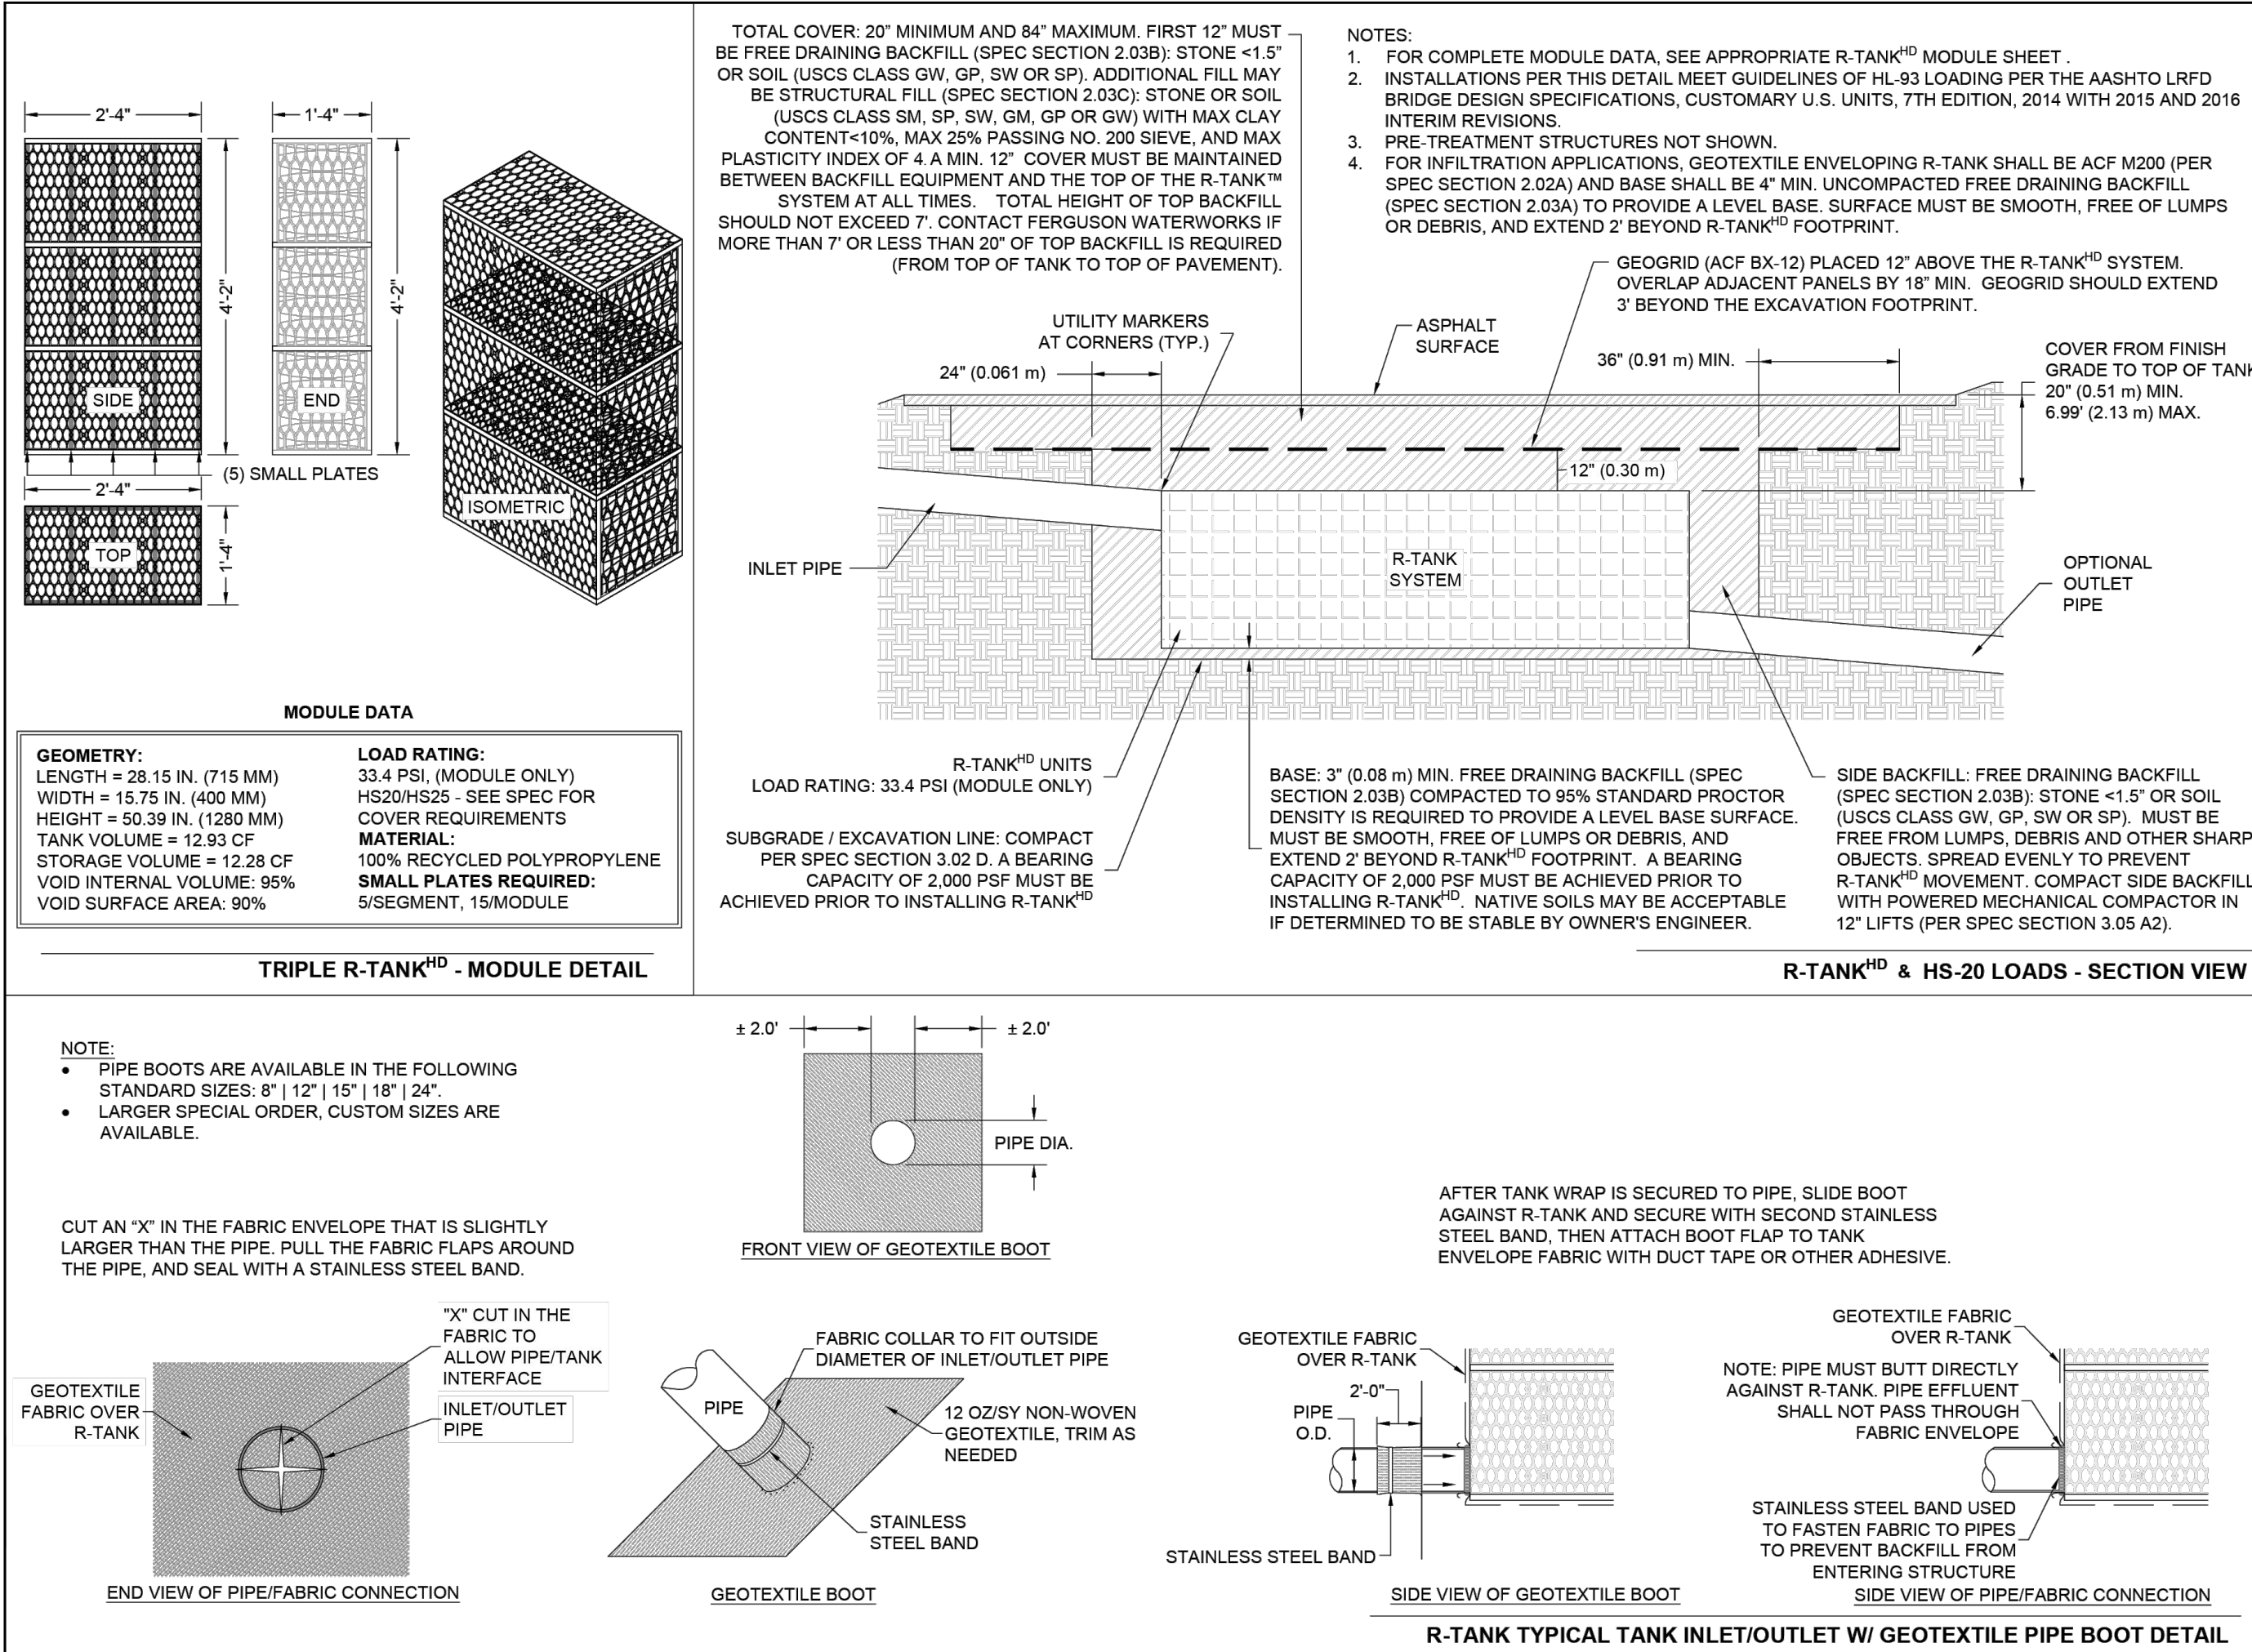 2'-4"
1'-4"
4'-2"
4'-2"
SIDE
END
(5) SMALL PLATES
2'-4"
TOP
1'-4"
ISOMETRIC
MODULE DATA
GEOMETRY:
LENGTH = 28.15 IN. (715 MM)
WIDTH = 15.75 IN. (400 MM)
HEIGHT = 50.39 IN. (1280 MM)
TANK VOLUME = 12.93 CF
STORAGE VOLUME = 12.28 CF
VOID INTERNAL VOLUME: 95%
VOID SURFACE AREA: 90%
LOAD RATING:
33.4 PSI, (MODULE ONLY)
HS20/HS25 - SEE SPEC FOR
COVER REQUIREMENTS
MATERIAL:
100% RECYCLED POLYPROPYLENE
SMALL PLATES REQUIRED:
5/SEGMENT, 15/MODULE
TRIPLE R-TANKHD - MODULE DETAIL
TOTAL COVER: 20” MINIMUM AND 84” MAXIMUM. FIRST 12” MUST
BE FREE DRAINING BACKFILL (SPEC SECTION 2.03B): STONE <1.5”
OR SOIL (USCS CLASS GW, GP, SW OR SP). ADDITIONAL FILL MAY
BE STRUCTURAL FILL (SPEC SECTION 2.03C): STONE OR SOIL
(USCS CLASS SM, SP, SW, GM, GP OR GW) WITH MAX CLAY
CONTENT<10%, MAX 25% PASSING NO. 200 SIEVE, AND MAX
PLASTICITY INDEX OF 4. A MIN. 12” COVER MUST BE MAINTAINED
BETWEEN BACKFILL EQUIPMENT AND THE TOP OF THE R-TANK™
SYSTEM AT ALL TIMES. TOTAL HEIGHT OF TOP BACKFILL
SHOULD NOT EXCEED 7'. CONTACT FERGUSON WATERWORKS IF
MORE THAN 7' OR LESS THAN 20" OF TOP BACKFILL IS REQUIRED
(FROM TOP OF TANK TO TOP OF PAVEMENT).
NOTES:
1. FOR COMPLETE MODULE DATA, SEE APPROPRIATE R-TANKHD MODULE SHEET .
2. INSTALLATIONS PER THIS DETAIL MEET GUIDELINES OF HL-93 LOADING PER THE AASHTO LRFD
BRIDGE DESIGN SPECIFICATIONS, CUSTOMARY U.S. UNITS, 7TH EDITION, 2014 WITH 2015 AND 2016
INTERIM REVISIONS.
3. PRE-TREATMENT STRUCTURES NOT SHOWN.
4. FOR INFILTRATION APPLICATIONS, GEOTEXTILE ENVELOPING R-TANK SHALL BE ACF M200 (PER
SPEC SECTION 2.02A) AND BASE SHALL BE 4" MIN. UNCOMPACTED FREE DRAINING BACKFILL
(SPEC SECTION 2.03A) TO PROVIDE A LEVEL BASE. SURFACE MUST BE SMOOTH, FREE OF LUMPS
OR DEBRIS, AND EXTEND 2' BEYOND R-TANKHD FOOTPRINT.
GEOGRID (ACF BX-12) PLACED 12” ABOVE THE R-TANKHD SYSTEM.
OVERLAP ADJACENT PANELS BY 18” MIN. GEOGRID SHOULD EXTEND
3' BEYOND THE EXCAVATION FOOTPRINT.
UTILITY MARKERS
AT CORNERS (TYP.)
ASPHALT
SURFACE
24" (0.061 m)
36" (0.91 m) MIN.
COVER FROM FINISH
GRADE TO TOP OF TANK
20" (0.51 m) MIN.
6.99' (2.13 m) MAX.
12" (0.30 m)
INLET PIPE
R-TANK
SYSTEM
OPTIONAL
OUTLET
PIPE
R-TANKHD UNITS
LOAD RATING: 33.4 PSI (MODULE ONLY)
SUBGRADE / EXCAVATION LINE: COMPACT
PER SPEC SECTION 3.02 D. A BEARING
CAPACITY OF 2,000 PSF MUST BE
ACHIEVED PRIOR TO INSTALLING R-TANKHD
BASE: 3" (0.08 m) MIN. FREE DRAINING BACKFILL (SPEC
SECTION 2.03B) COMPACTED TO 95% STANDARD PROCTOR
DENSITY IS REQUIRED TO PROVIDE A LEVEL BASE SURFACE.
MUST BE SMOOTH, FREE OF LUMPS OR DEBRIS, AND
EXTEND 2' BEYOND R-TANKHD FOOTPRINT. A BEARING
CAPACITY OF 2,000 PSF MUST BE ACHIEVED PRIOR TO
INSTALLING R-TANKHD. NATIVE SOILS MAY BE ACCEPTABLE
IF DETERMINED TO BE STABLE BY OWNER'S ENGINEER.
SIDE BACKFILL: FREE DRAINING BACKFILL
(SPEC SECTION 2.03B): STONE <1.5” OR SOIL
(USCS CLASS GW, GP, SW OR SP). MUST BE
FREE FROM LUMPS, DEBRIS AND OTHER SHARP
OBJECTS. SPREAD EVENLY TO PREVENT
R-TANKHD MOVEMENT. COMPACT SIDE BACKFILL
WITH POWERED MECHANICAL COMPACTOR IN
12" LIFTS (PER SPEC SECTION 3.05 A2).
R-TANKHD & HS-20 LOADS - SECTION VIEW
NOTE:
• PIPE BOOTS ARE AVAILABLE IN THE FOLLOWING
STANDARD SIZES: 8" | 12" | 15" | 18" | 24".
• LARGER SPECIAL ORDER, CUSTOM SIZES ARE
AVAILABLE.
± 2.0'
± 2.0'
PIPE DIA.
FRONT VIEW OF GEOTEXTILE BOOT
CUT AN “X” IN THE FABRIC ENVELOPE THAT IS SLIGHTLY
LARGER THAN THE PIPE. PULL THE FABRIC FLAPS AROUND
THE PIPE, AND SEAL WITH A STAINLESS STEEL BAND.
"X" CUT IN THE
FABRIC TO
ALLOW PIPE/TANK
INTERFACE
GEOTEXTILE
FABRIC OVER
R-TANK
INLET/OUTLET
PIPE
END VIEW OF PIPE/FABRIC CONNECTION
FABRIC COLLAR TO FIT OUTSIDE
DIAMETER OF INLET/OUTLET PIPE
PIPE
12 OZ/SY NON-WOVEN
GEOTEXTILE, TRIM AS
NEEDED
STAINLESS
STEEL BAND
GEOTEXTILE BOOT
AFTER TANK WRAP IS SECURED TO PIPE, SLIDE BOOT
AGAINST R-TANK AND SECURE WITH SECOND STAINLESS
STEEL BAND, THEN ATTACH BOOT FLAP TO TANK
ENVELOPE FABRIC WITH DUCT TAPE OR OTHER ADHESIVE.
GEOTEXTILE FABRIC
OVER R-TANK
2'-0"
PIPE
O.D.
STAINLESS STEEL BAND
SIDE VIEW OF GEOTEXTILE BOOT
GEOTEXTILE FABRIC
OVER R-TANK
NOTE: PIPE MUST BUTT DIRECTLY
AGAINST R-TANK. PIPE EFFLUENT
SHALL NOT PASS THROUGH
FABRIC ENVELOPE
STAINLESS STEEL BAND USED
TO FASTEN FABRIC TO PIPES
TO PREVENT BACKFILL FROM
ENTERING STRUCTURE
SIDE VIEW OF PIPE/FABRIC CONNECTION
R-TANK TYPICAL TANK INLET/OUTLET W/ GEOTEXTILE PIPE BOOT DETAIL